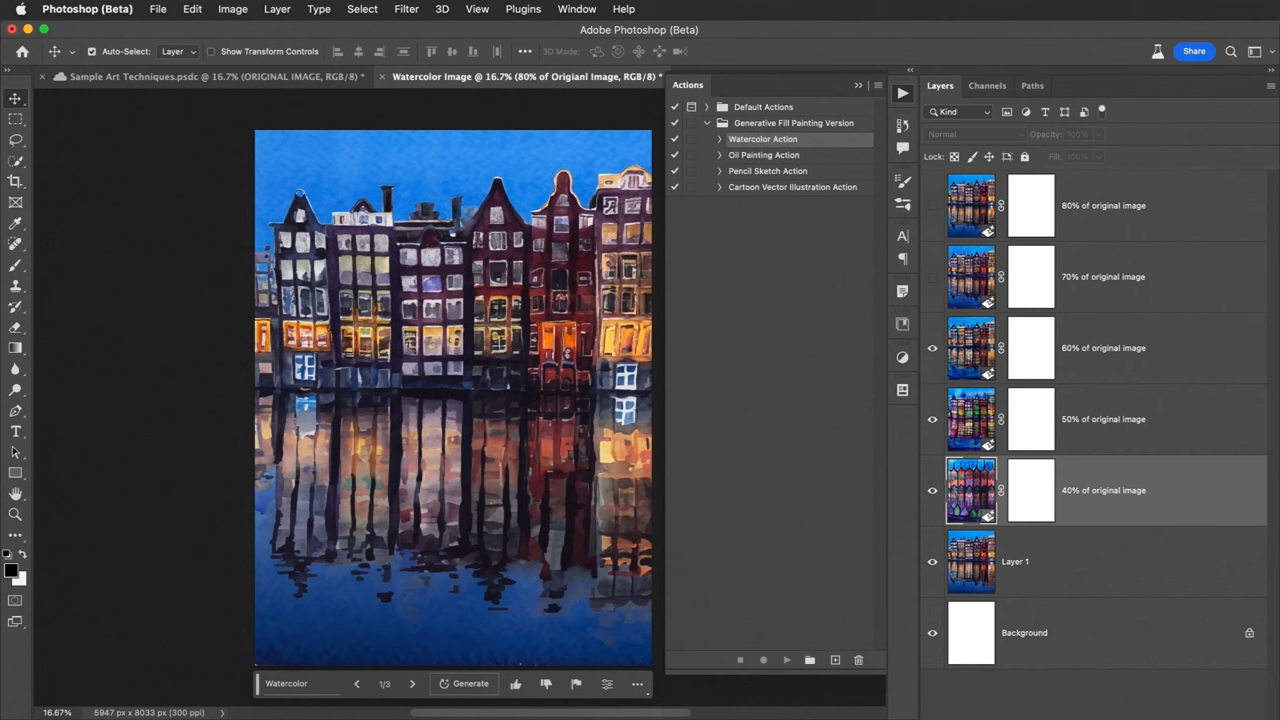 Photoshop (Beta) File Edit Image Layer Type Select Filter 3D View Plugins Window Help
Adobe Photoshop (Beta)
Auto-Select: Layer Show Transform Controls 3D Mode: Share
Sample Art Techniques.psdc @ 16.7% (ORIGINAL IMAGE, RGB/8) *
Watercolor Image @ 16.7% (80% of Origianl Image, RGB/8) *
Actions
Default Actions
Generative Fill Painting Version
Watercolor Action
Oil Painting Action
Pencil Sketch Action
Cartoon Vector Illustration Action
Layers Channels Paths
Kind
Normal Opacity: 100%
Lock: Fill: 100%
80% of original image
70% of original image
60% of original image
50% of original image
40% of original image
Layer 1
Background
Watercolor 1/3 Generate
16.67% 5947 px x 8033 px (300 ppi)